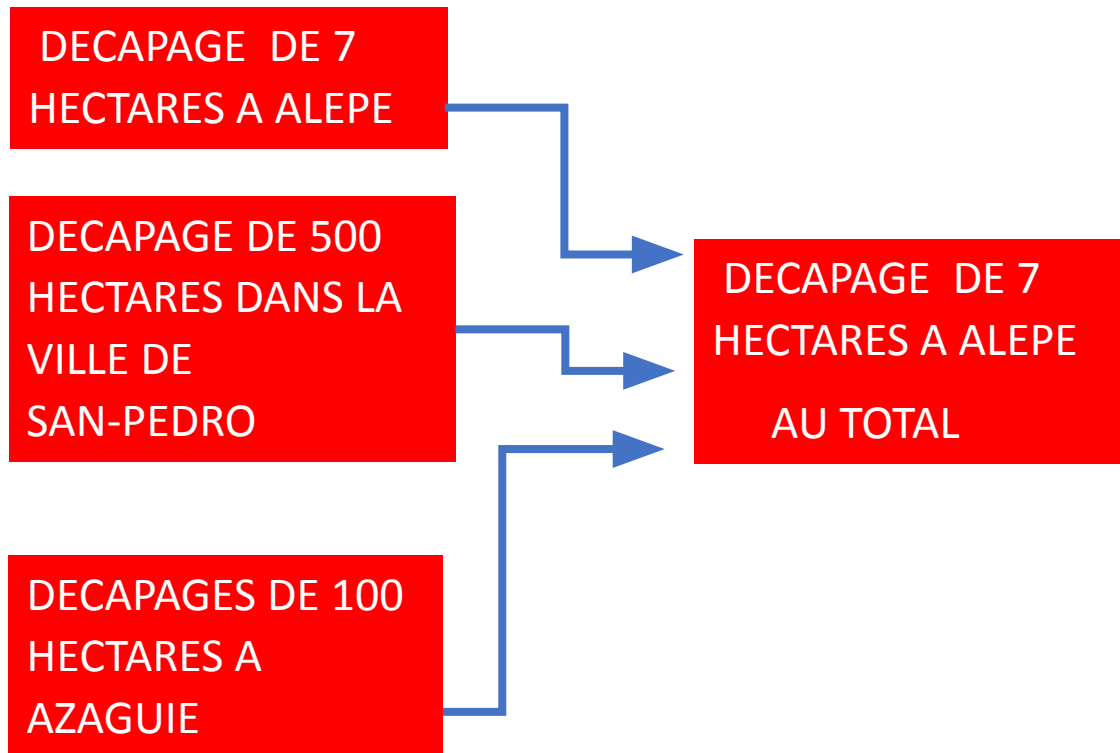 DECAPAGE DE 7
HECTARES A ALEPE
DECAPAGE DE 500
HECTARES DANS LA
VILLE DE
SAN-PEDRO
DECAPAGES DE 100
HECTARES A
AZAGUIE
DECAPAGE DE 7
HECTARES A ALEPE
AU TOTAL